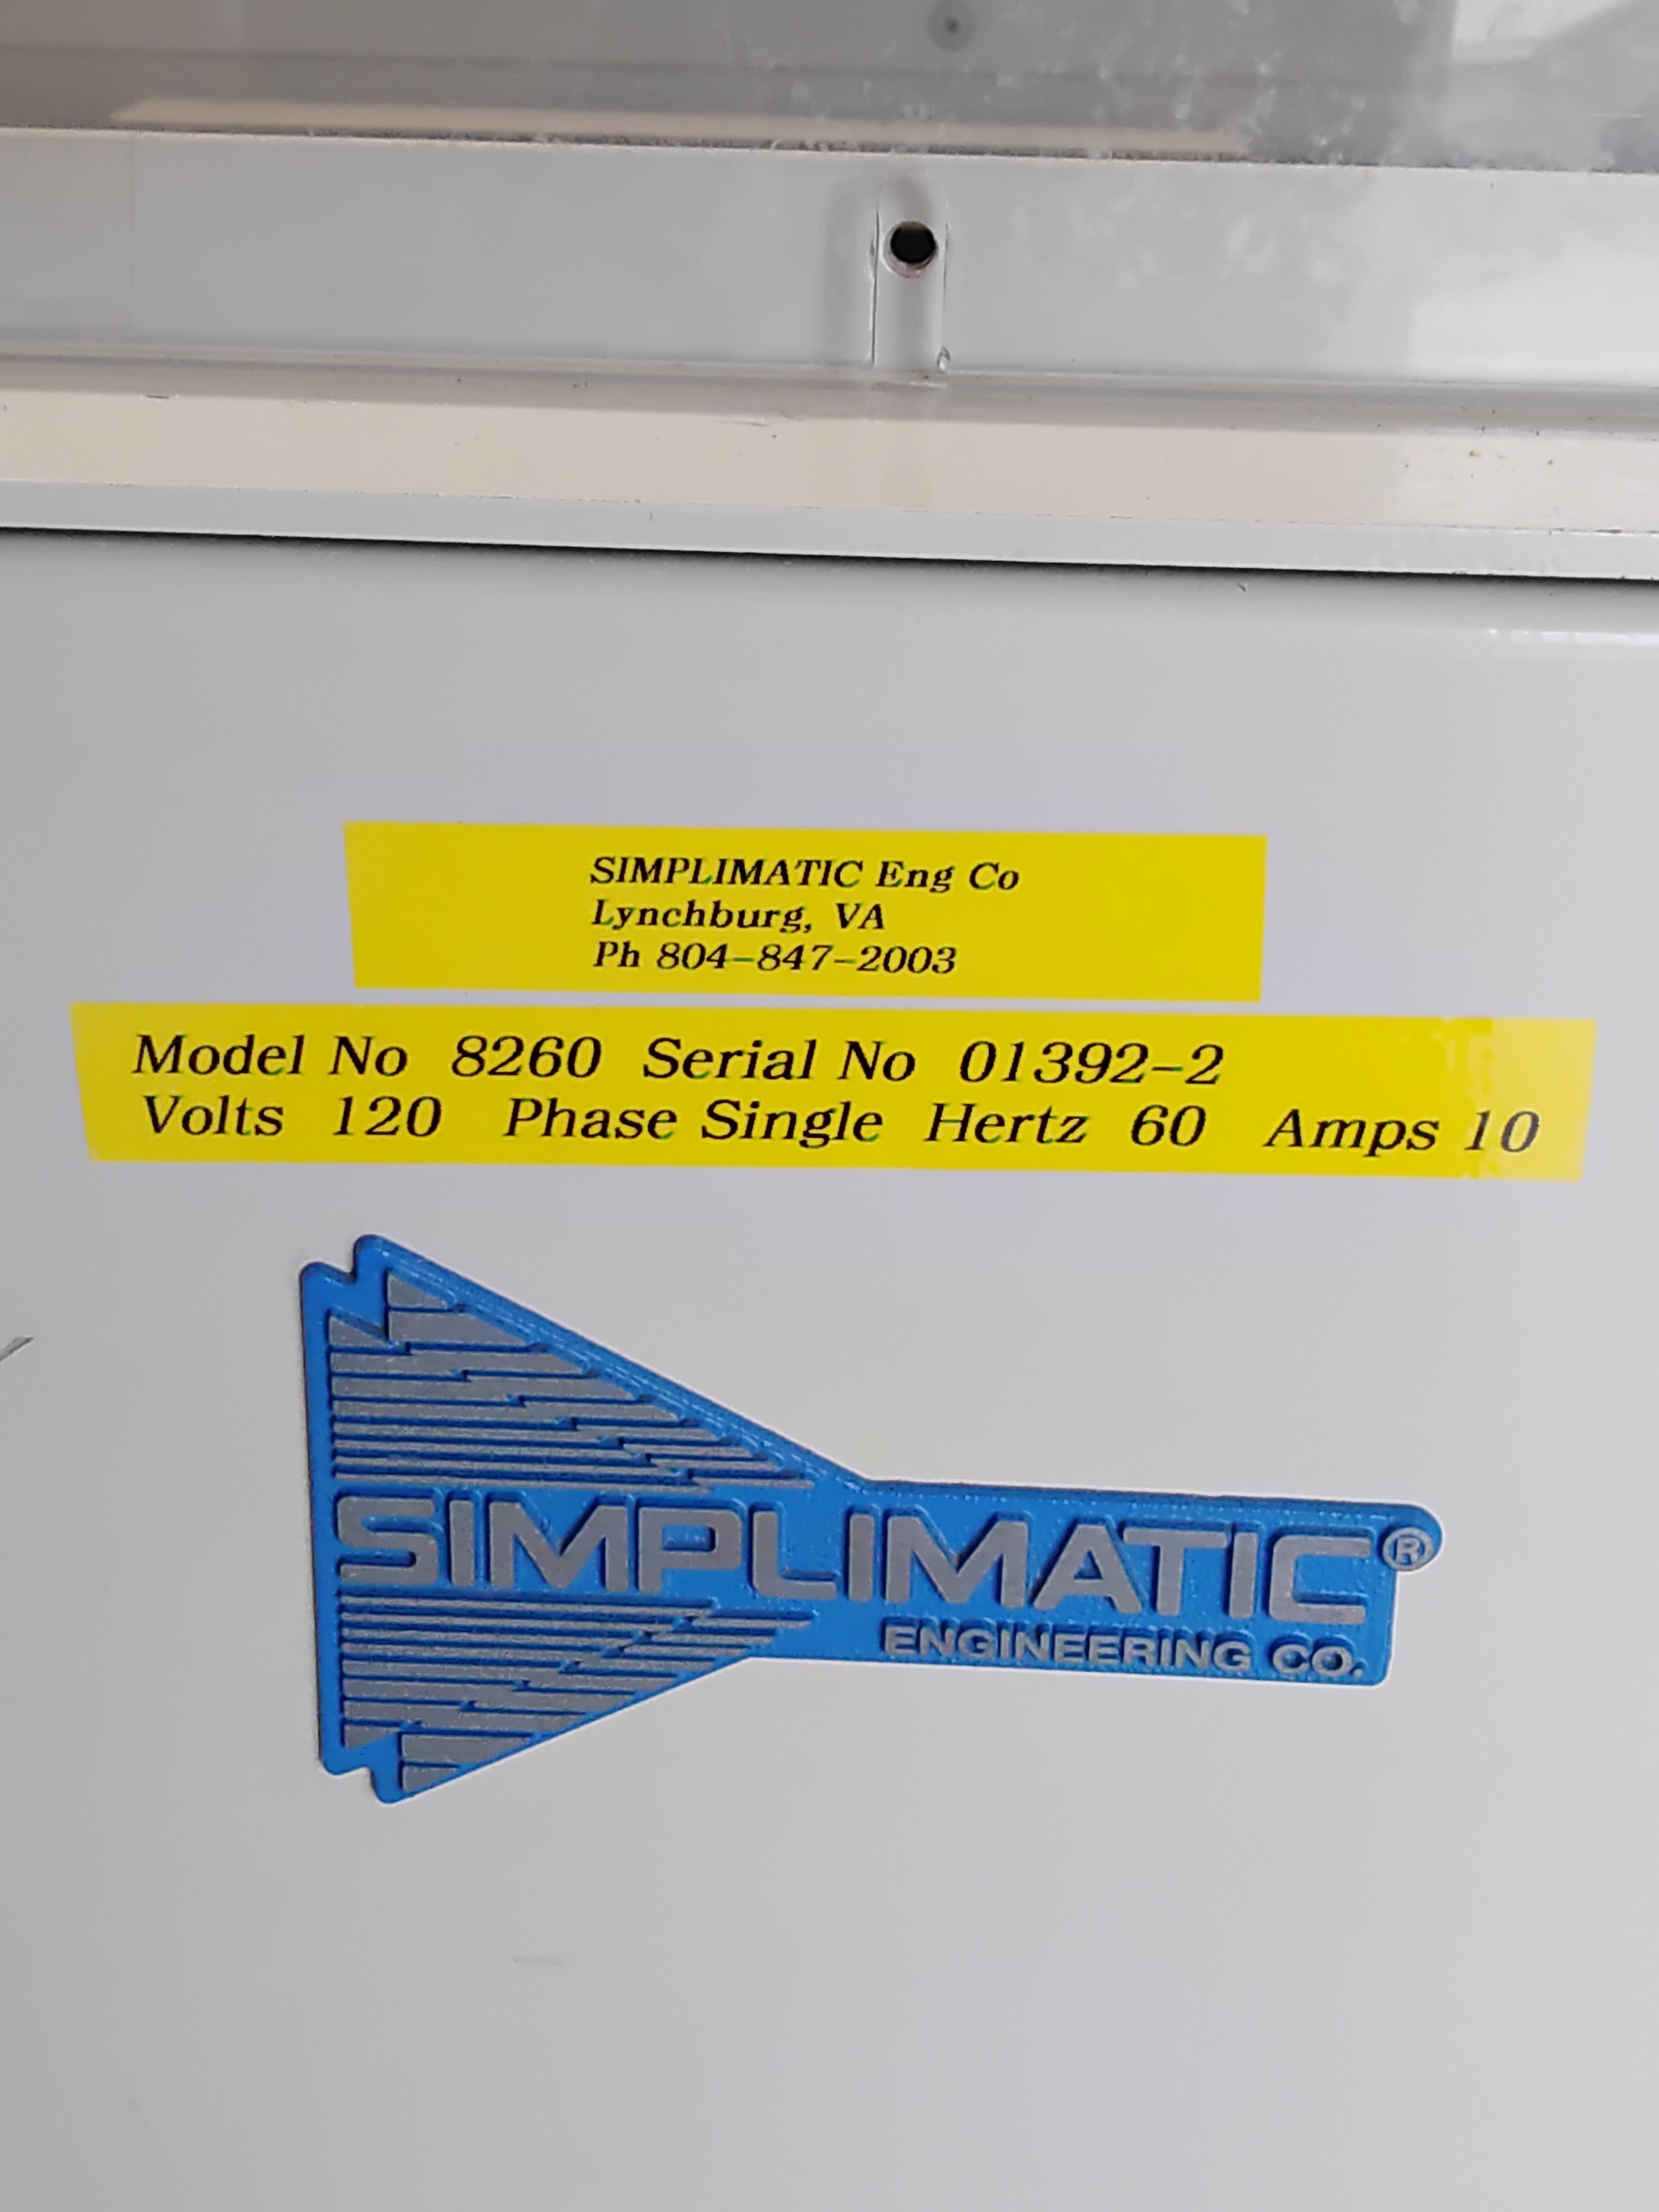 SIMPLIMATIC Eng Co
Lynchburg, VA
Ph 804-847-2003
Model No 8260 Serial No 01392-2
Volts 120 Phase Single Hertz 60 Amps 10
SIMPLIMATIC®
ENGINEERING CO.